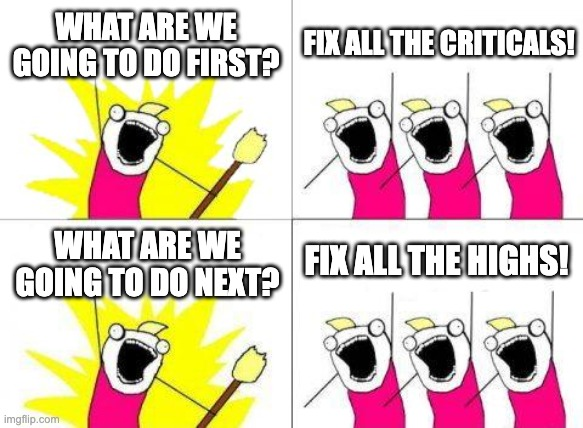 WHAT ARE WE
GOING TO DO FIRST?
FIX ALL THE CRITICALS!
WHAT ARE WE
GOING TO DO NEXT?
FIX ALL THE HIGHS!
imgflip.com